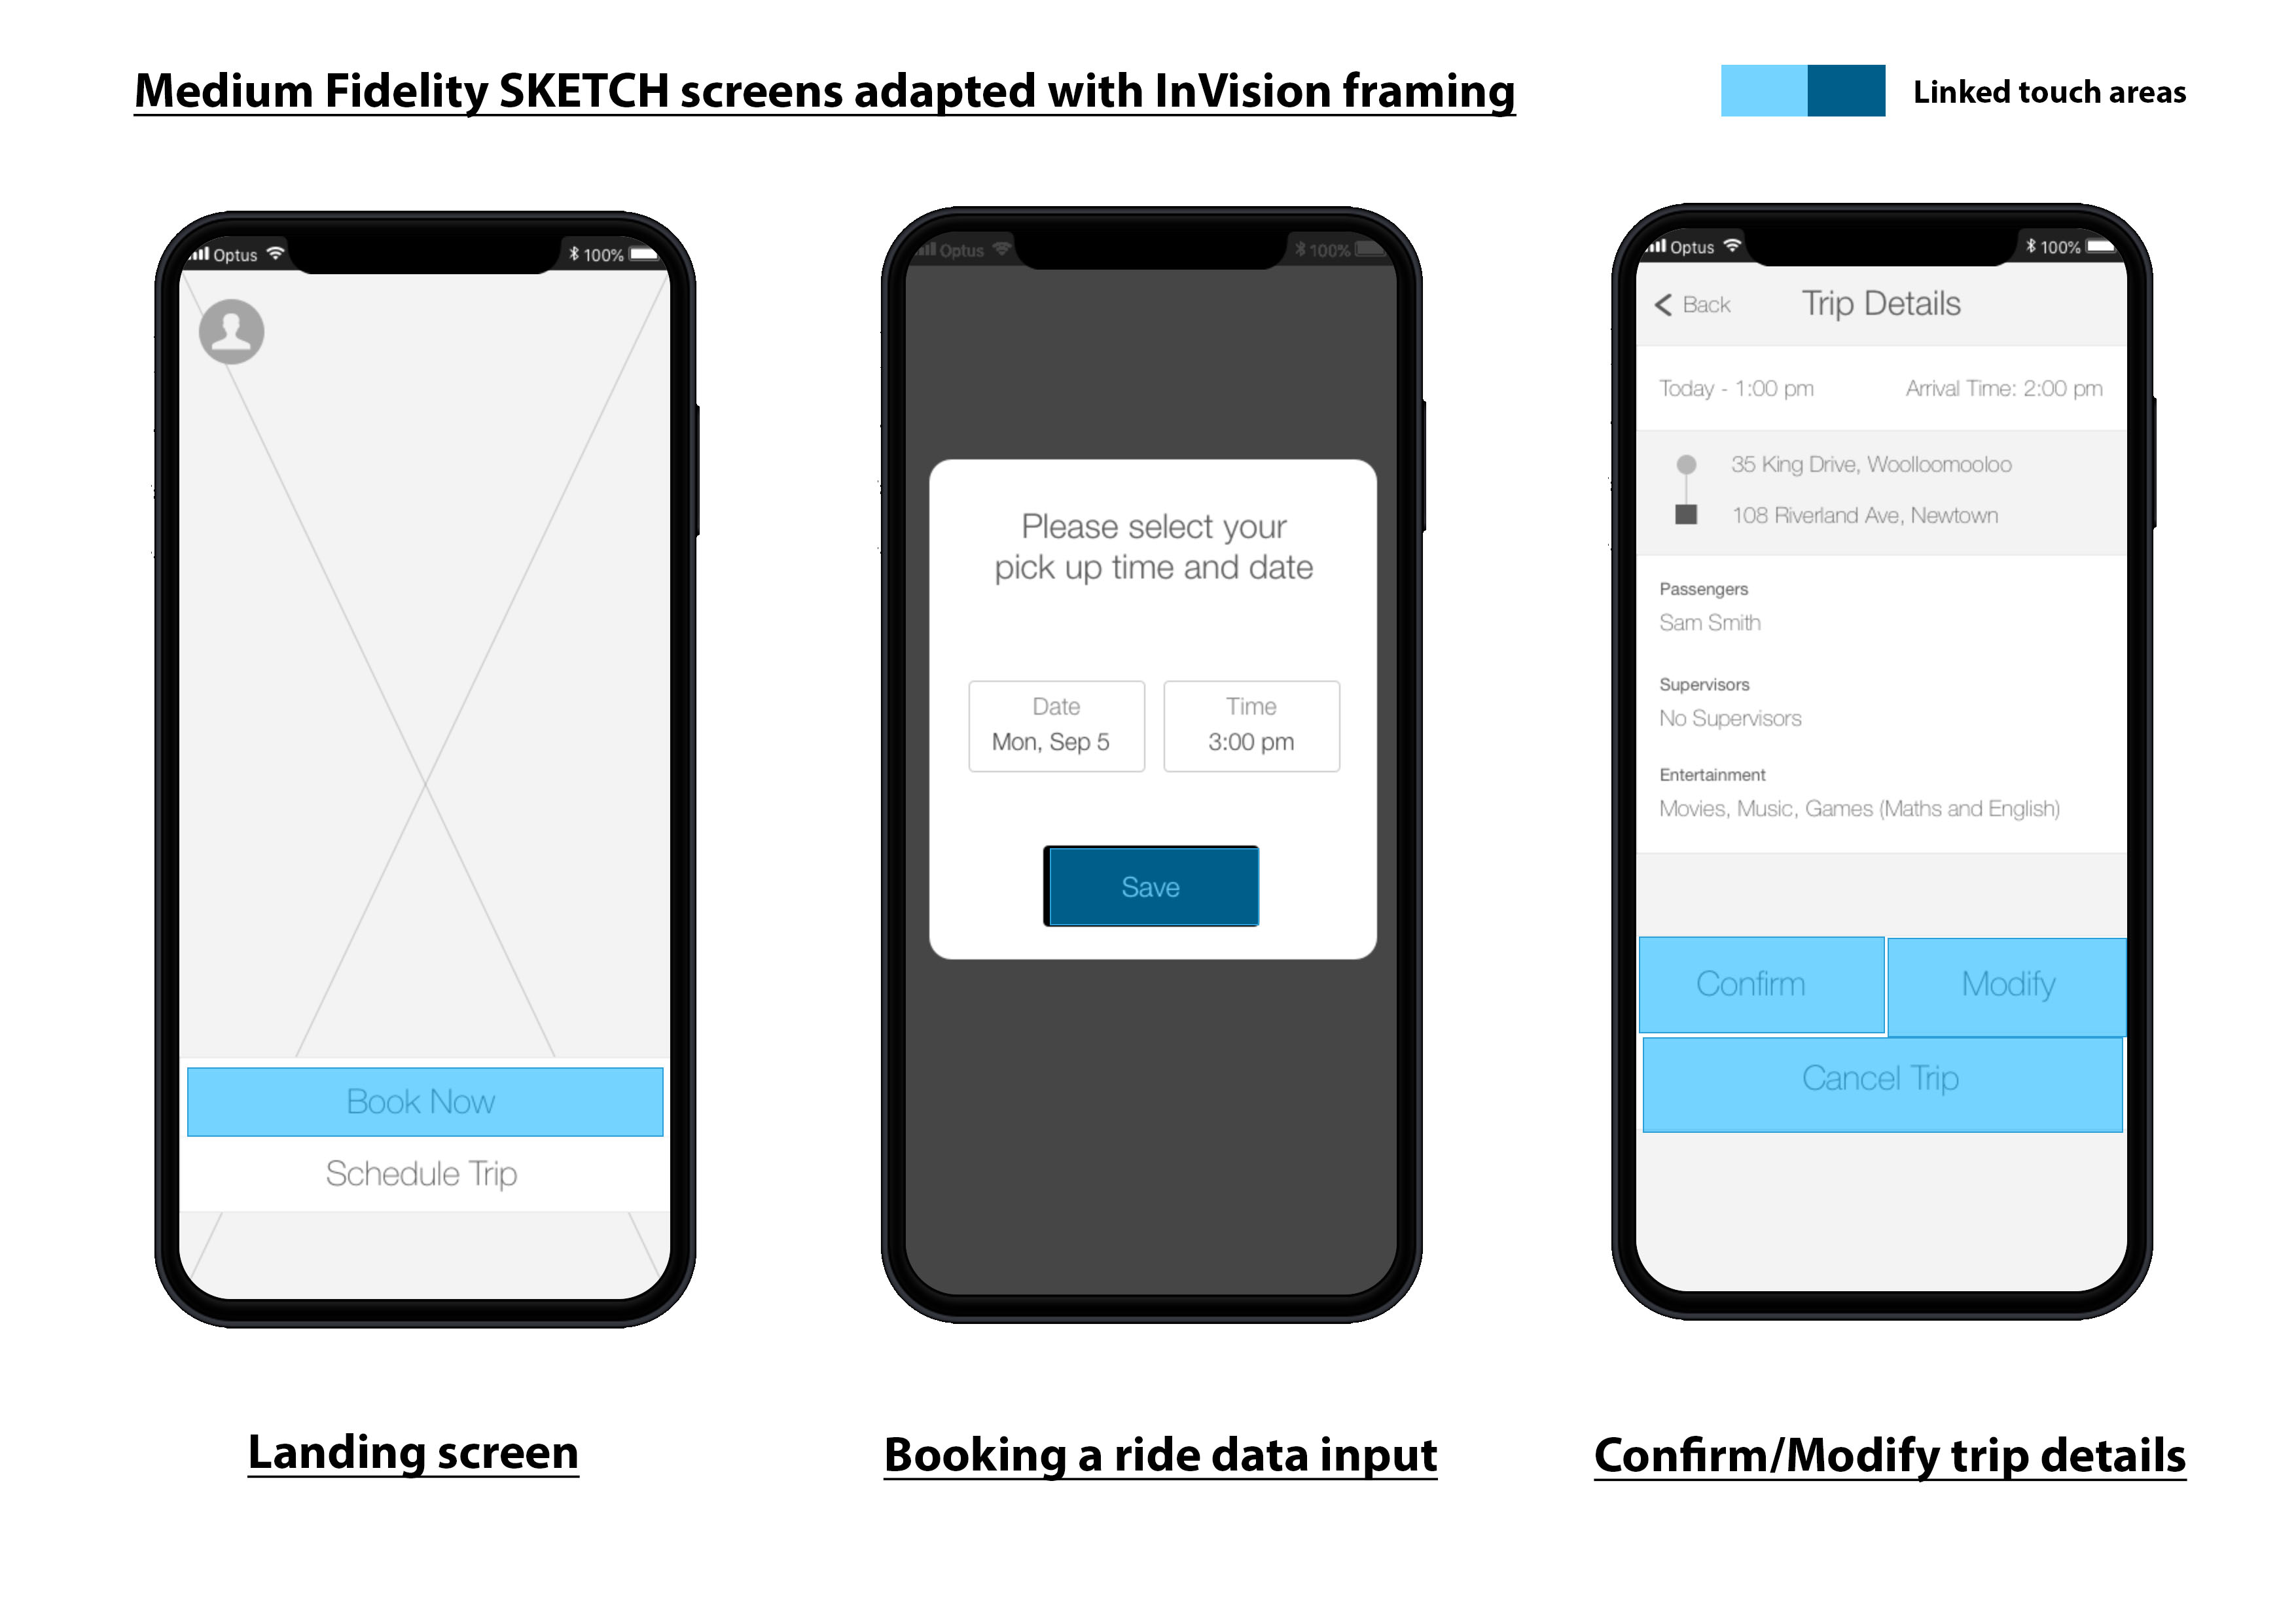 Medium Fidelity SKETCH screens adapted with InVision framing
Linked touch areas
Optus 100%
Book Now
Schedule Trip
Landing screen
Optus 100%
Please select your
pick up time and date
Date
Mon, Sep 5
Time
3:00 pm
Save
Booking a ride data input
Optus 100%
Back Trip Details
Today - 1:00 pm Arrival Time: 2:00 pm
35 King Drive, Woolloomooloo
108 Riverland Ave, Newtown
Passengers
Sam Smith
Supervisors
No Supervisors
Entertainment
Movies, Music, Games (Maths and English)
Confirm Modify
Cancel Trip
Confirm/Modify trip details